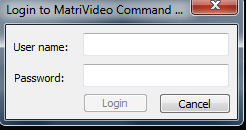 Login to MatriVideo Command ...
User name:
Password:
Login
Cancel